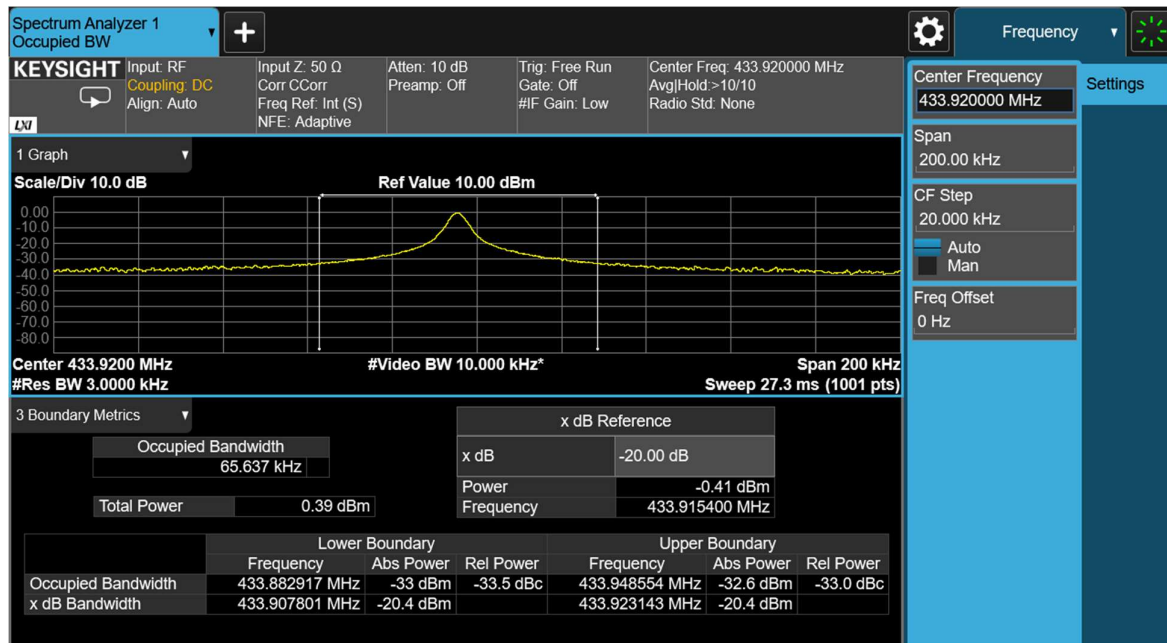 Spectrum Analyzer 1
Occupied BW
+
Frequency
KEYSIGHT
Input: RF
Coupling: DC
Align: Auto
LXI
Input Z: 50 Ω
Corr CCorr
Freq Ref: Int (S)
NFE: Adaptive
Atten: 10 dB
Preamp: Off
Trig: Free Run
Gate: Off
#IF Gain: Low
Center Freq: 433.920000 MHz
Avg|Hold:>10/10
Radio Std: None
Center Frequency
433.920000 MHz
Settings
Span
200.00 kHz
CF Step
20.000 kHz
Auto
Man
Freq Offset
0 Hz
1 Graph
Scale/Div 10.0 dB Ref Value 10.00 dBm
0.00
-10.0
-20.0
-30.0
-40.0
-50.0
-60.0
-70.0
-80.0
Center 433.9200 MHz #Video BW 10.000 kHz* Span 200 kHz
#Res BW 3.0000 kHz Sweep 27.3 ms (1001 pts)
3 Boundary Metrics
Occupied Bandwidth
65.637 kHz
Total Power 0.39 dBm
x dB Reference
x dB -20.00 dB
Power -0.41 dBm
Frequency 433.915400 MHz
Lower Boundary Upper Boundary
Frequency Abs Power Rel Power Frequency Abs Power Rel Power
Occupied Bandwidth 433.882917 MHz -33 dBm -33.5 dBc 433.948554 MHz -32.6 dBm -33.0 dBc
x dB Bandwidth 433.907801 MHz -20.4 dBm 433.923143 MHz -20.4 dBm